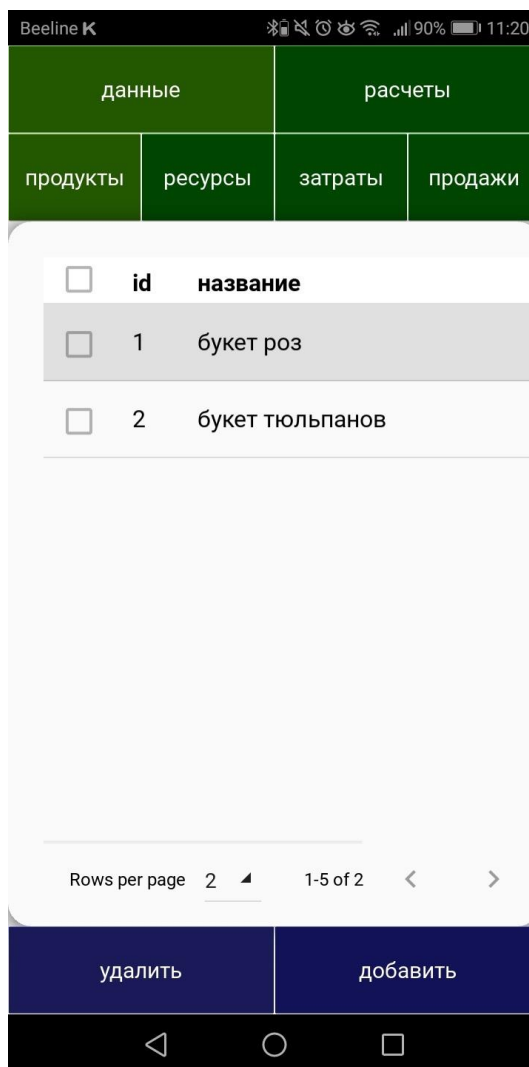 Beeline K 90% 11:20
данные расчеты
продукты ресурсы затраты продажи
id название
1 букет роз
2 букет тюльпанов
Rows per page 2 1-5 of 2
удалить добавить